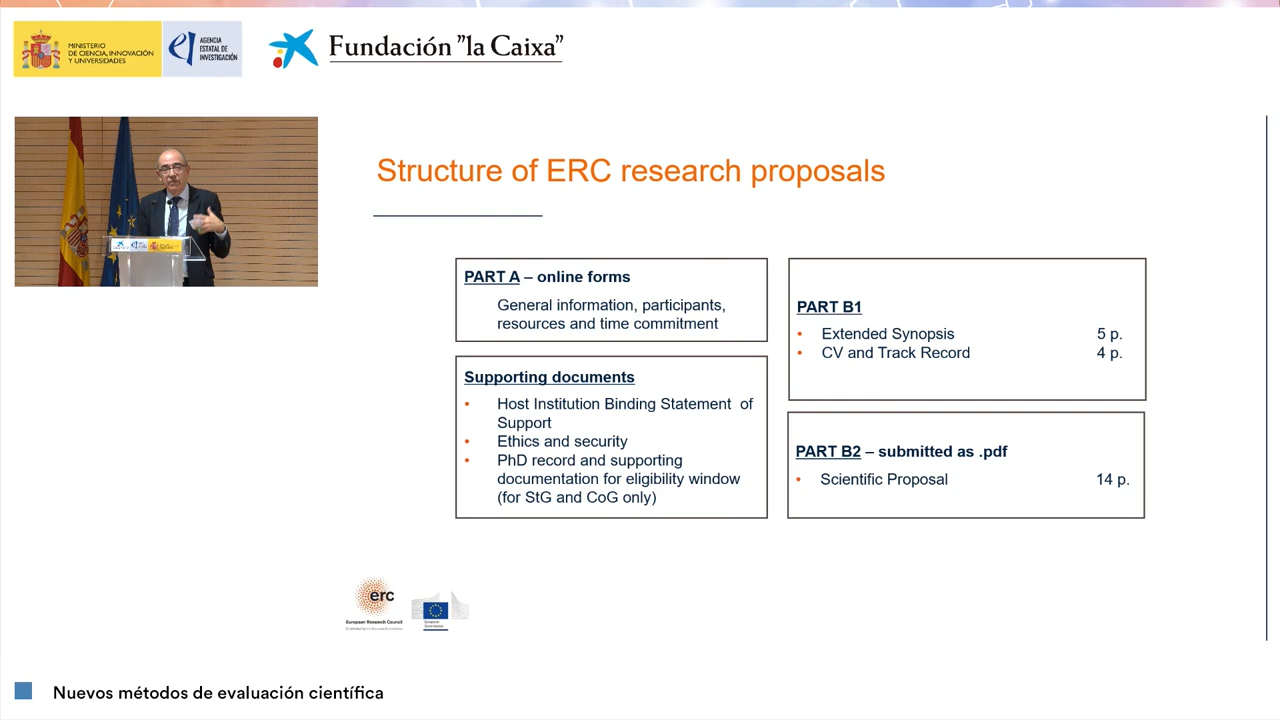 MINISTERIO
DE CIENCIA, INNOVACIÓN
Y UNIVERSIDADES
AGENCIA
ESTATAL DE
INVESTIGACIÓN
Fundación "la Caixa"
Structure of ERC research proposals
PART A – online forms
General information, participants,
resources and time commitment
Supporting documents
• Host Institution Binding Statement of
Support
• Ethics and security
• PhD record and supporting
documentation for eligibility window
(for StG and CoG only)
PART B1
• Extended Synopsis 5 p.
• CV and Track Record 4 p.
PART B2 – submitted as .pdf
• Scientific Proposal 14 p.
erc
European Research Council
European
Commission
Nuevos métodos de evaluación científica